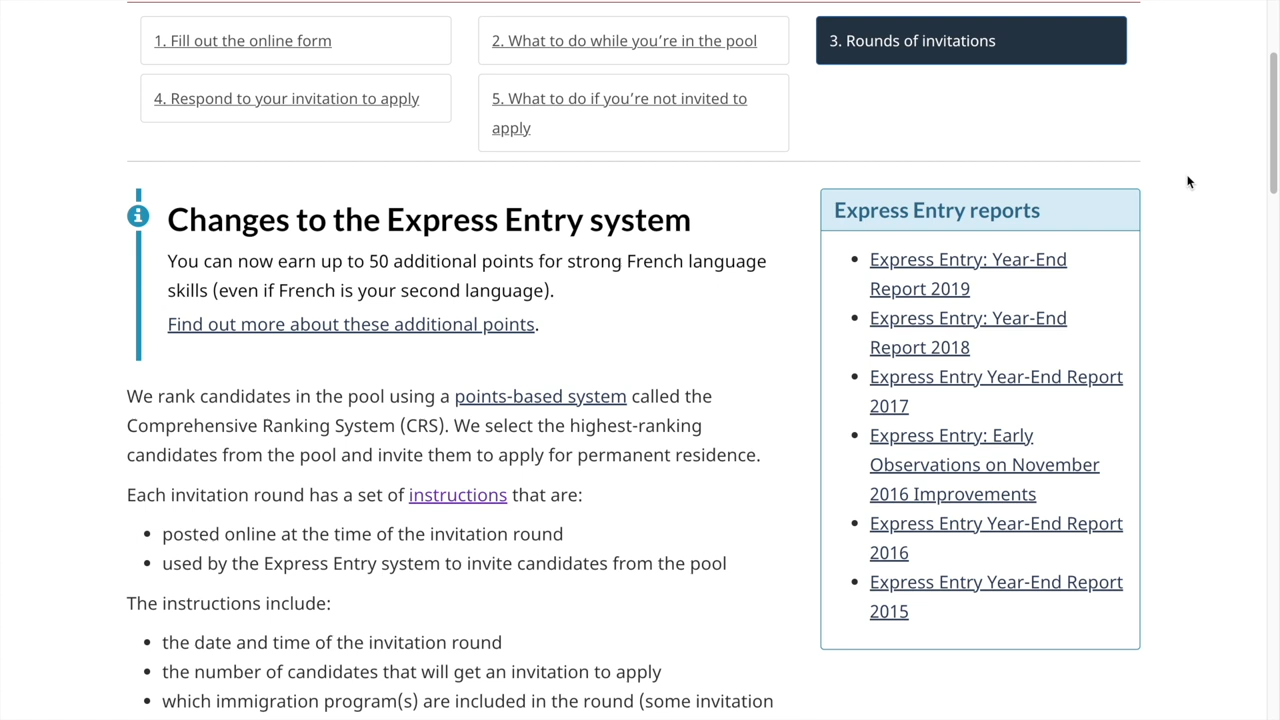 1. Fill out the online form
2. What to do while you’re in the pool
3. Rounds of invitations
4. Respond to your invitation to apply
5. What to do if you’re not invited to
apply
Changes to the Express Entry system
You can now earn up to 50 additional points for strong French language
skills (even if French is your second language).
Find out more about these additional points.
We rank candidates in the pool using a points-based system called the
Comprehensive Ranking System (CRS). We select the highest-ranking
candidates from the pool and invite them to apply for permanent residence.
Each invitation round has a set of instructions that are:
• posted online at the time of the invitation round
• used by the Express Entry system to invite candidates from the pool
The instructions include:
• the date and time of the invitation round
• the number of candidates that will get an invitation to apply
• which immigration program(s) are included in the round (some invitation
Express Entry reports
• Express Entry: Year-End
Report 2019
• Express Entry: Year-End
Report 2018
• Express Entry Year-End Report
2017
• Express Entry: Early
Observations on November
2016 Improvements
• Express Entry Year-End Report
2016
• Express Entry Year-End Report
2015